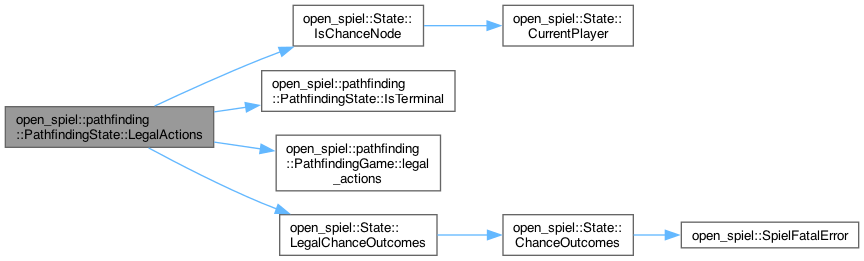 open_spiel::State::
IsChanceNode
open_spiel::State::
CurrentPlayer
open_spiel::pathfinding
::PathfindingState::IsTerminal
open_spiel::pathfinding
::PathfindingState::LegalActions
open_spiel::pathfinding
::PathfindingGame::legal
_actions
open_spiel::State::
LegalChanceOutcomes
open_spiel::State::
ChanceOutcomes
open_spiel::SpielFatalError